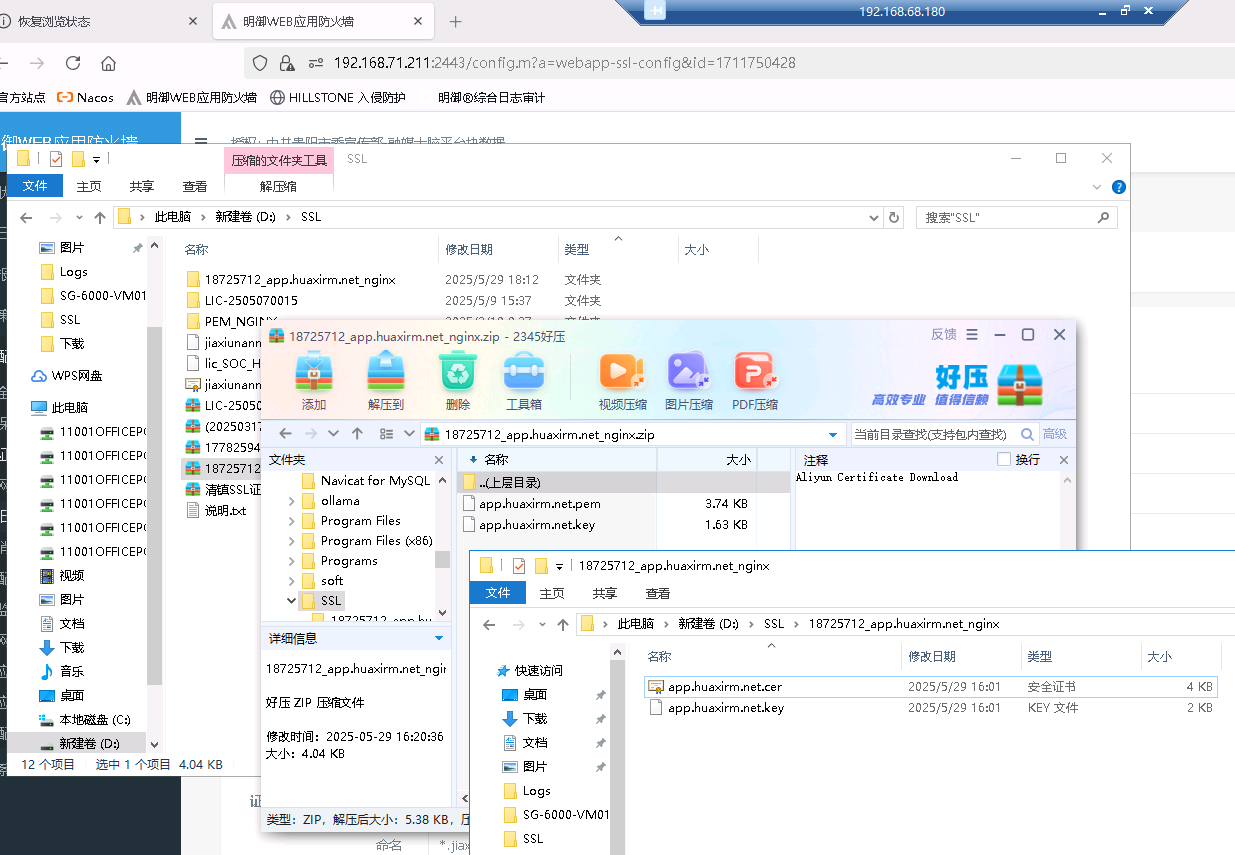 恢复浏览状态
明御WEB应用防火墙
192.168.68.180
192.168.71.211:2443/config.m?a=webapp-ssl-config&id=1711750428
官方站点
Nacos
明御WEB应用防火墙
HILLSTONE 入侵防护
明御®综合日志审计
压缩的文件夹工具
SSL
文件
主页
共享
查看
解压缩
此电脑
新建卷 (D:)
SSL
搜索"SSL"
图片
Logs
SG-6000-VM01
SSL
下载
WPS网盘
此电脑
11001OFFICEPC
11001OFFICEPC
11001OFFICEPC
11001OFFICEPC
11001OFFICEPC
11001OFFICEPC
视频
图片
文档
下载
音乐
桌面
本地磁盘 (C:)
新建卷 (D:)
名称
修改日期
类型
大小
18725712_app.huaxirm.net_nginx
2025/5/29 18:12
文件夹
LIC-2505070015
2025/5/9 15:37
文件夹
PEM_NGINX
jiaxiunann
lic_SOC_H
jiaxiunann
LIC-25050
(20250317
17782594
18725712
清镇SSL证
说明.txt
12 个项目
选中 1 个项目
4.04 KB
18725712_app.huaxirm.net_nginx.zip - 2345好压
反馈
添加
解压到
删除
工具箱
视频压缩
图片压缩
PDF压缩
好压
高效专业 值得信赖
18725712_app.huaxirm.net_nginx.zip
当前目录查找(支持包内查找)
高级
文件夹
Navicat for MySQL
ollama
Program Files
Program Files (x86)
Programs
soft
SSL
18725712_app.hu
名称
大小
..(上层目录)
app.huaxirm.net.pem
3.74 KB
app.huaxirm.net.key
1.63 KB
注释
换行
Aliyun Certificate Download
详细信息
18725712_app.huaxirm.net_ngin
好压 ZIP 压缩文件
修改时间: 2025-05-29 16:20:36
大小: 4.04 KB
类型: ZIP, 解压后大小: 5.38 KB, 压
命名
*.jiax
18725712_app.huaxirm.net_nginx
文件
主页
共享
查看
此电脑
新建卷 (D:)
SSL
18725712_app.huaxirm.net_nginx
快速访问
桌面
下载
文档
图片
Logs
SG-6000-VM01
SSL
名称
修改日期
类型
大小
app.huaxirm.net.cer
2025/5/29 16:01
安全证书
4 KB
app.huaxirm.net.key
2025/5/29 16:01
KEY 文件
2 KB